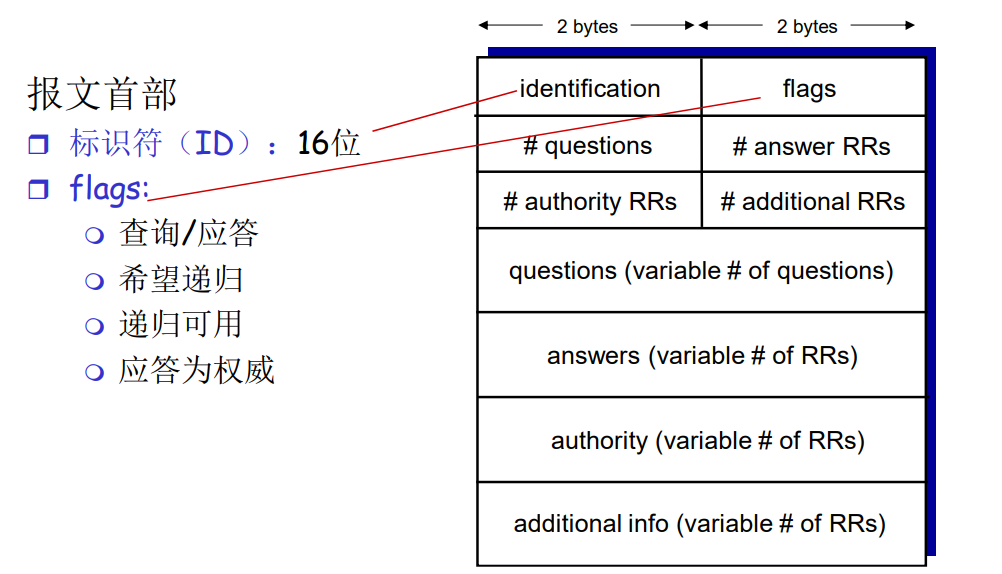 报文首部
标识符（ID）：16位
flags:
查询/应答
希望递归
递归可用
应答为权威
2 bytes 2 bytes
identification flags
# questions # answer RRs
# authority RRs # additional RRs
questions (variable # of questions)
answers (variable # of RRs)
authority (variable # of RRs)
additional info (variable # of RRs)